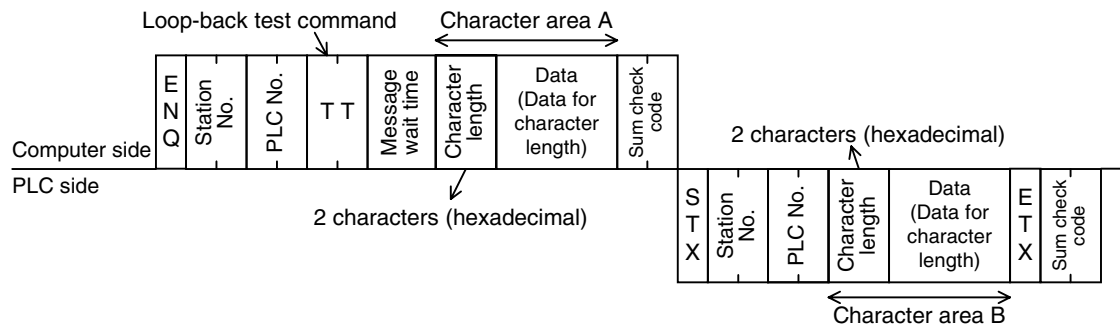 Loop-back test command
Character area A
E
N
Q
Station
No.
PLC No.
T T
Message
wait time
Character
length
Data
(Data for
character
length)
Sum check
code
Computer side
PLC side
2 characters (hexadecimal)
2 characters (hexadecimal)
S
T
X
Station
No.
PLC No.
Character
length
Data
(Data for
character
length)
E
T
X
Sum check
code
Character area B